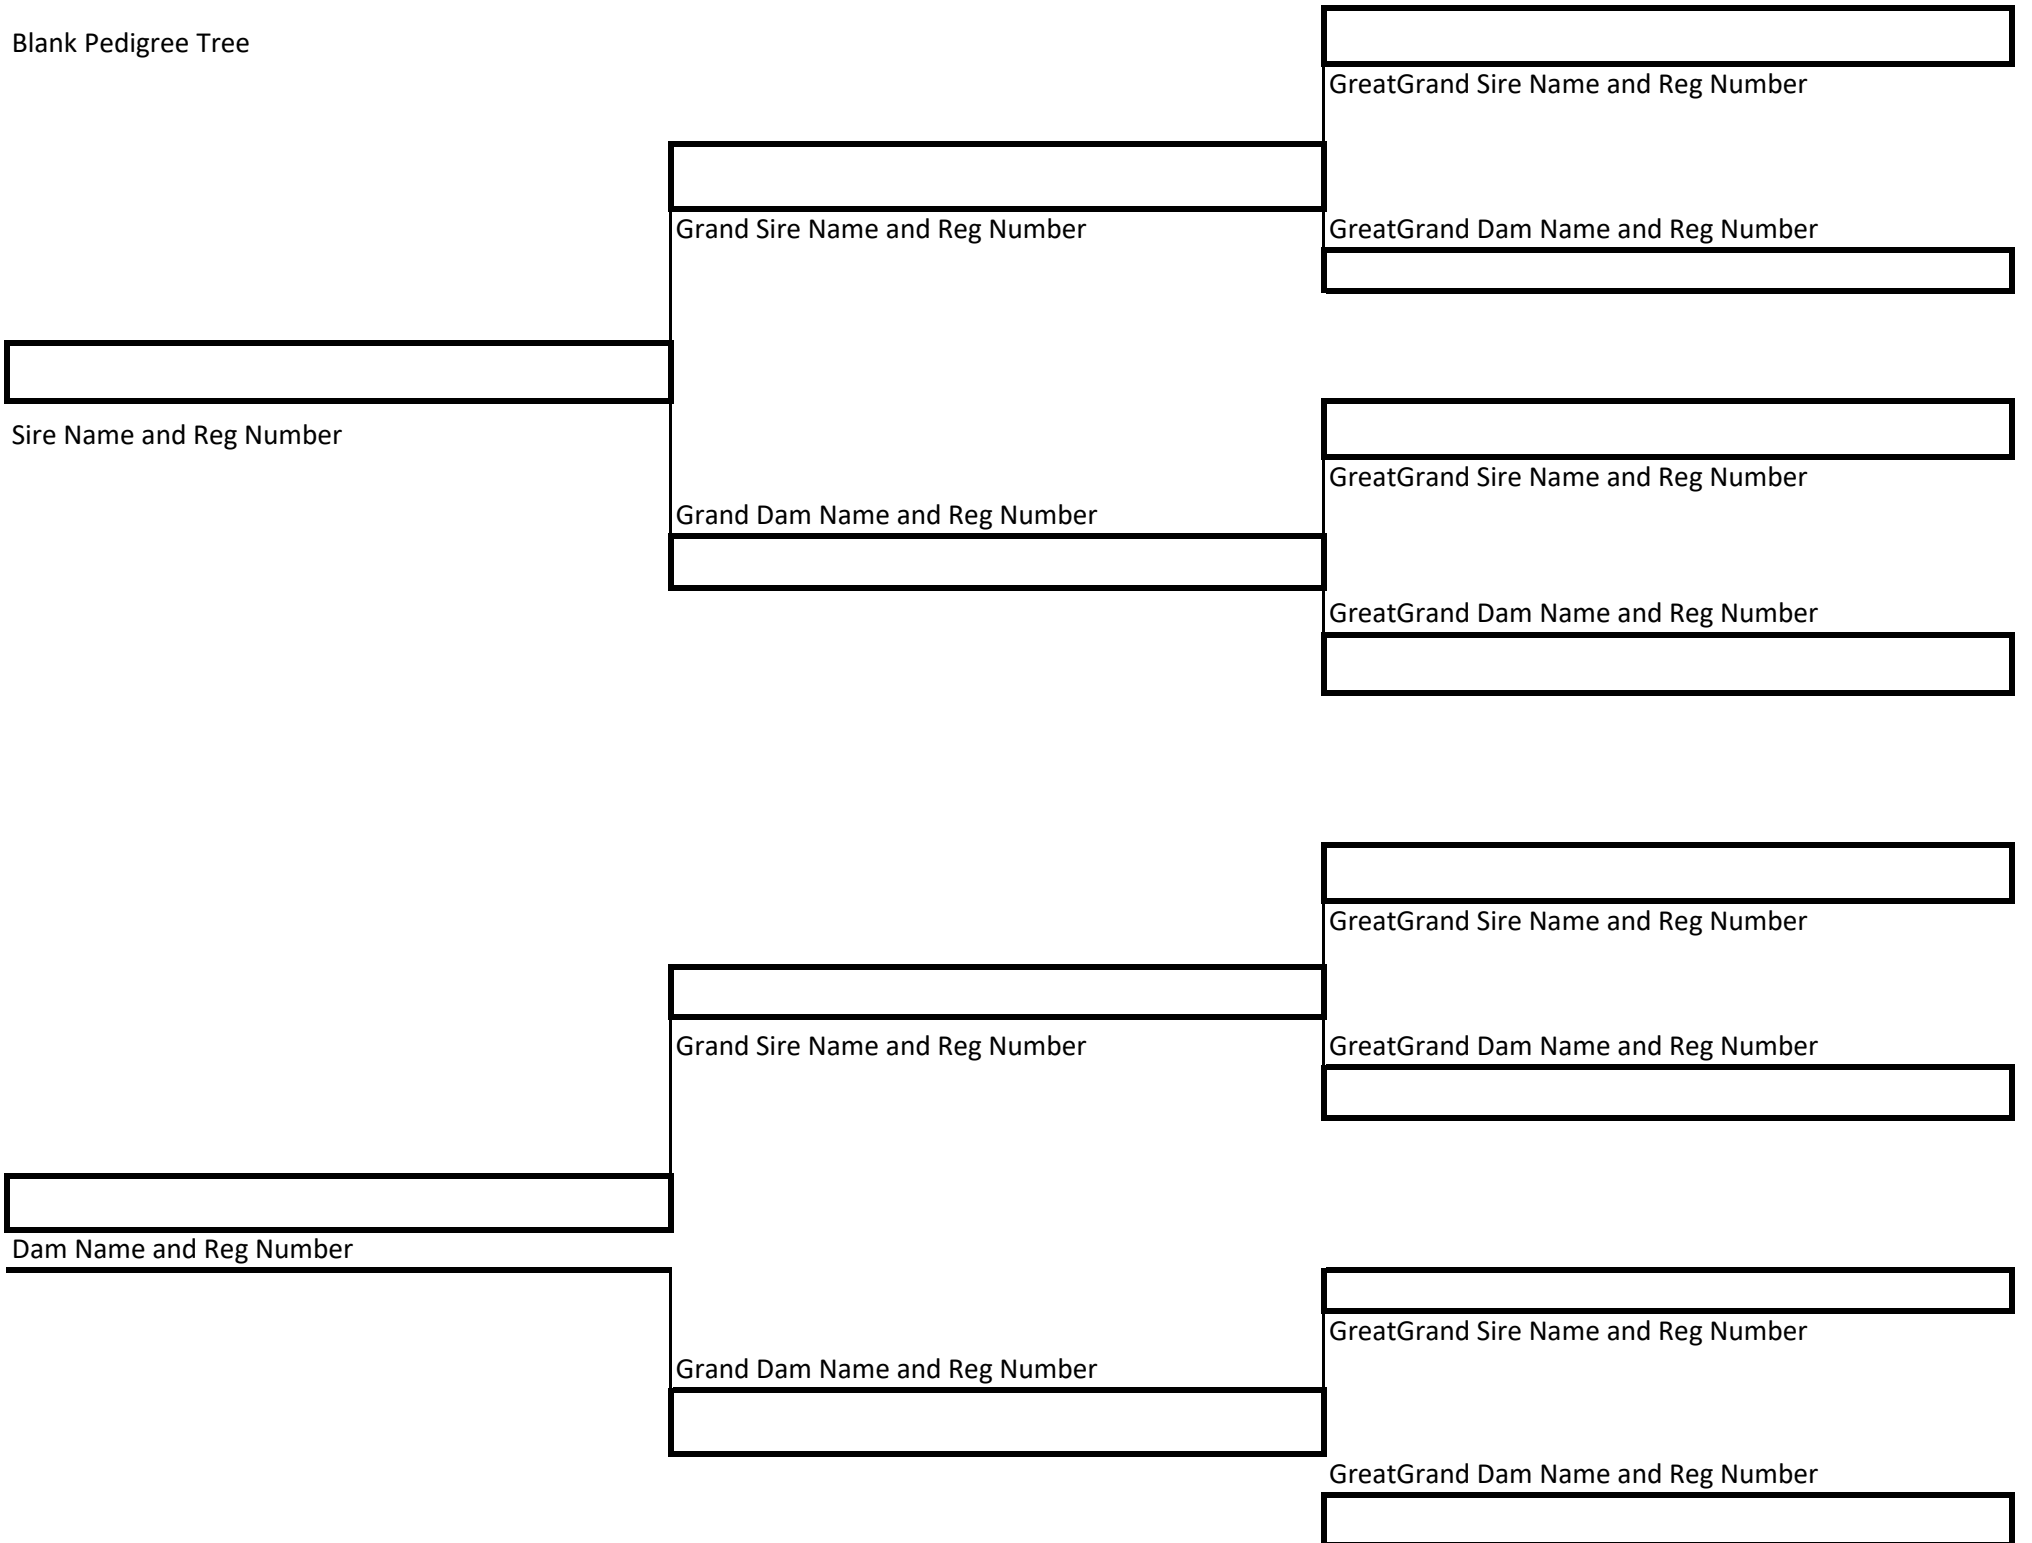 Blank Pedigree Tree
GreatGrand Sire Name and Reg Number
Grand Sire Name and Reg Number
GreatGrand Dam Name and Reg Number
Sire Name and Reg Number
GreatGrand Sire Name and Reg Number
Grand Dam Name and Reg Number
GreatGrand Dam Name and Reg Number
GreatGrand Sire Name and Reg Number
Grand Sire Name and Reg Number
GreatGrand Dam Name and Reg Number
Dam Name and Reg Number
GreatGrand Sire Name and Reg Number
Grand Dam Name and Reg Number
GreatGrand Dam Name and Reg Number